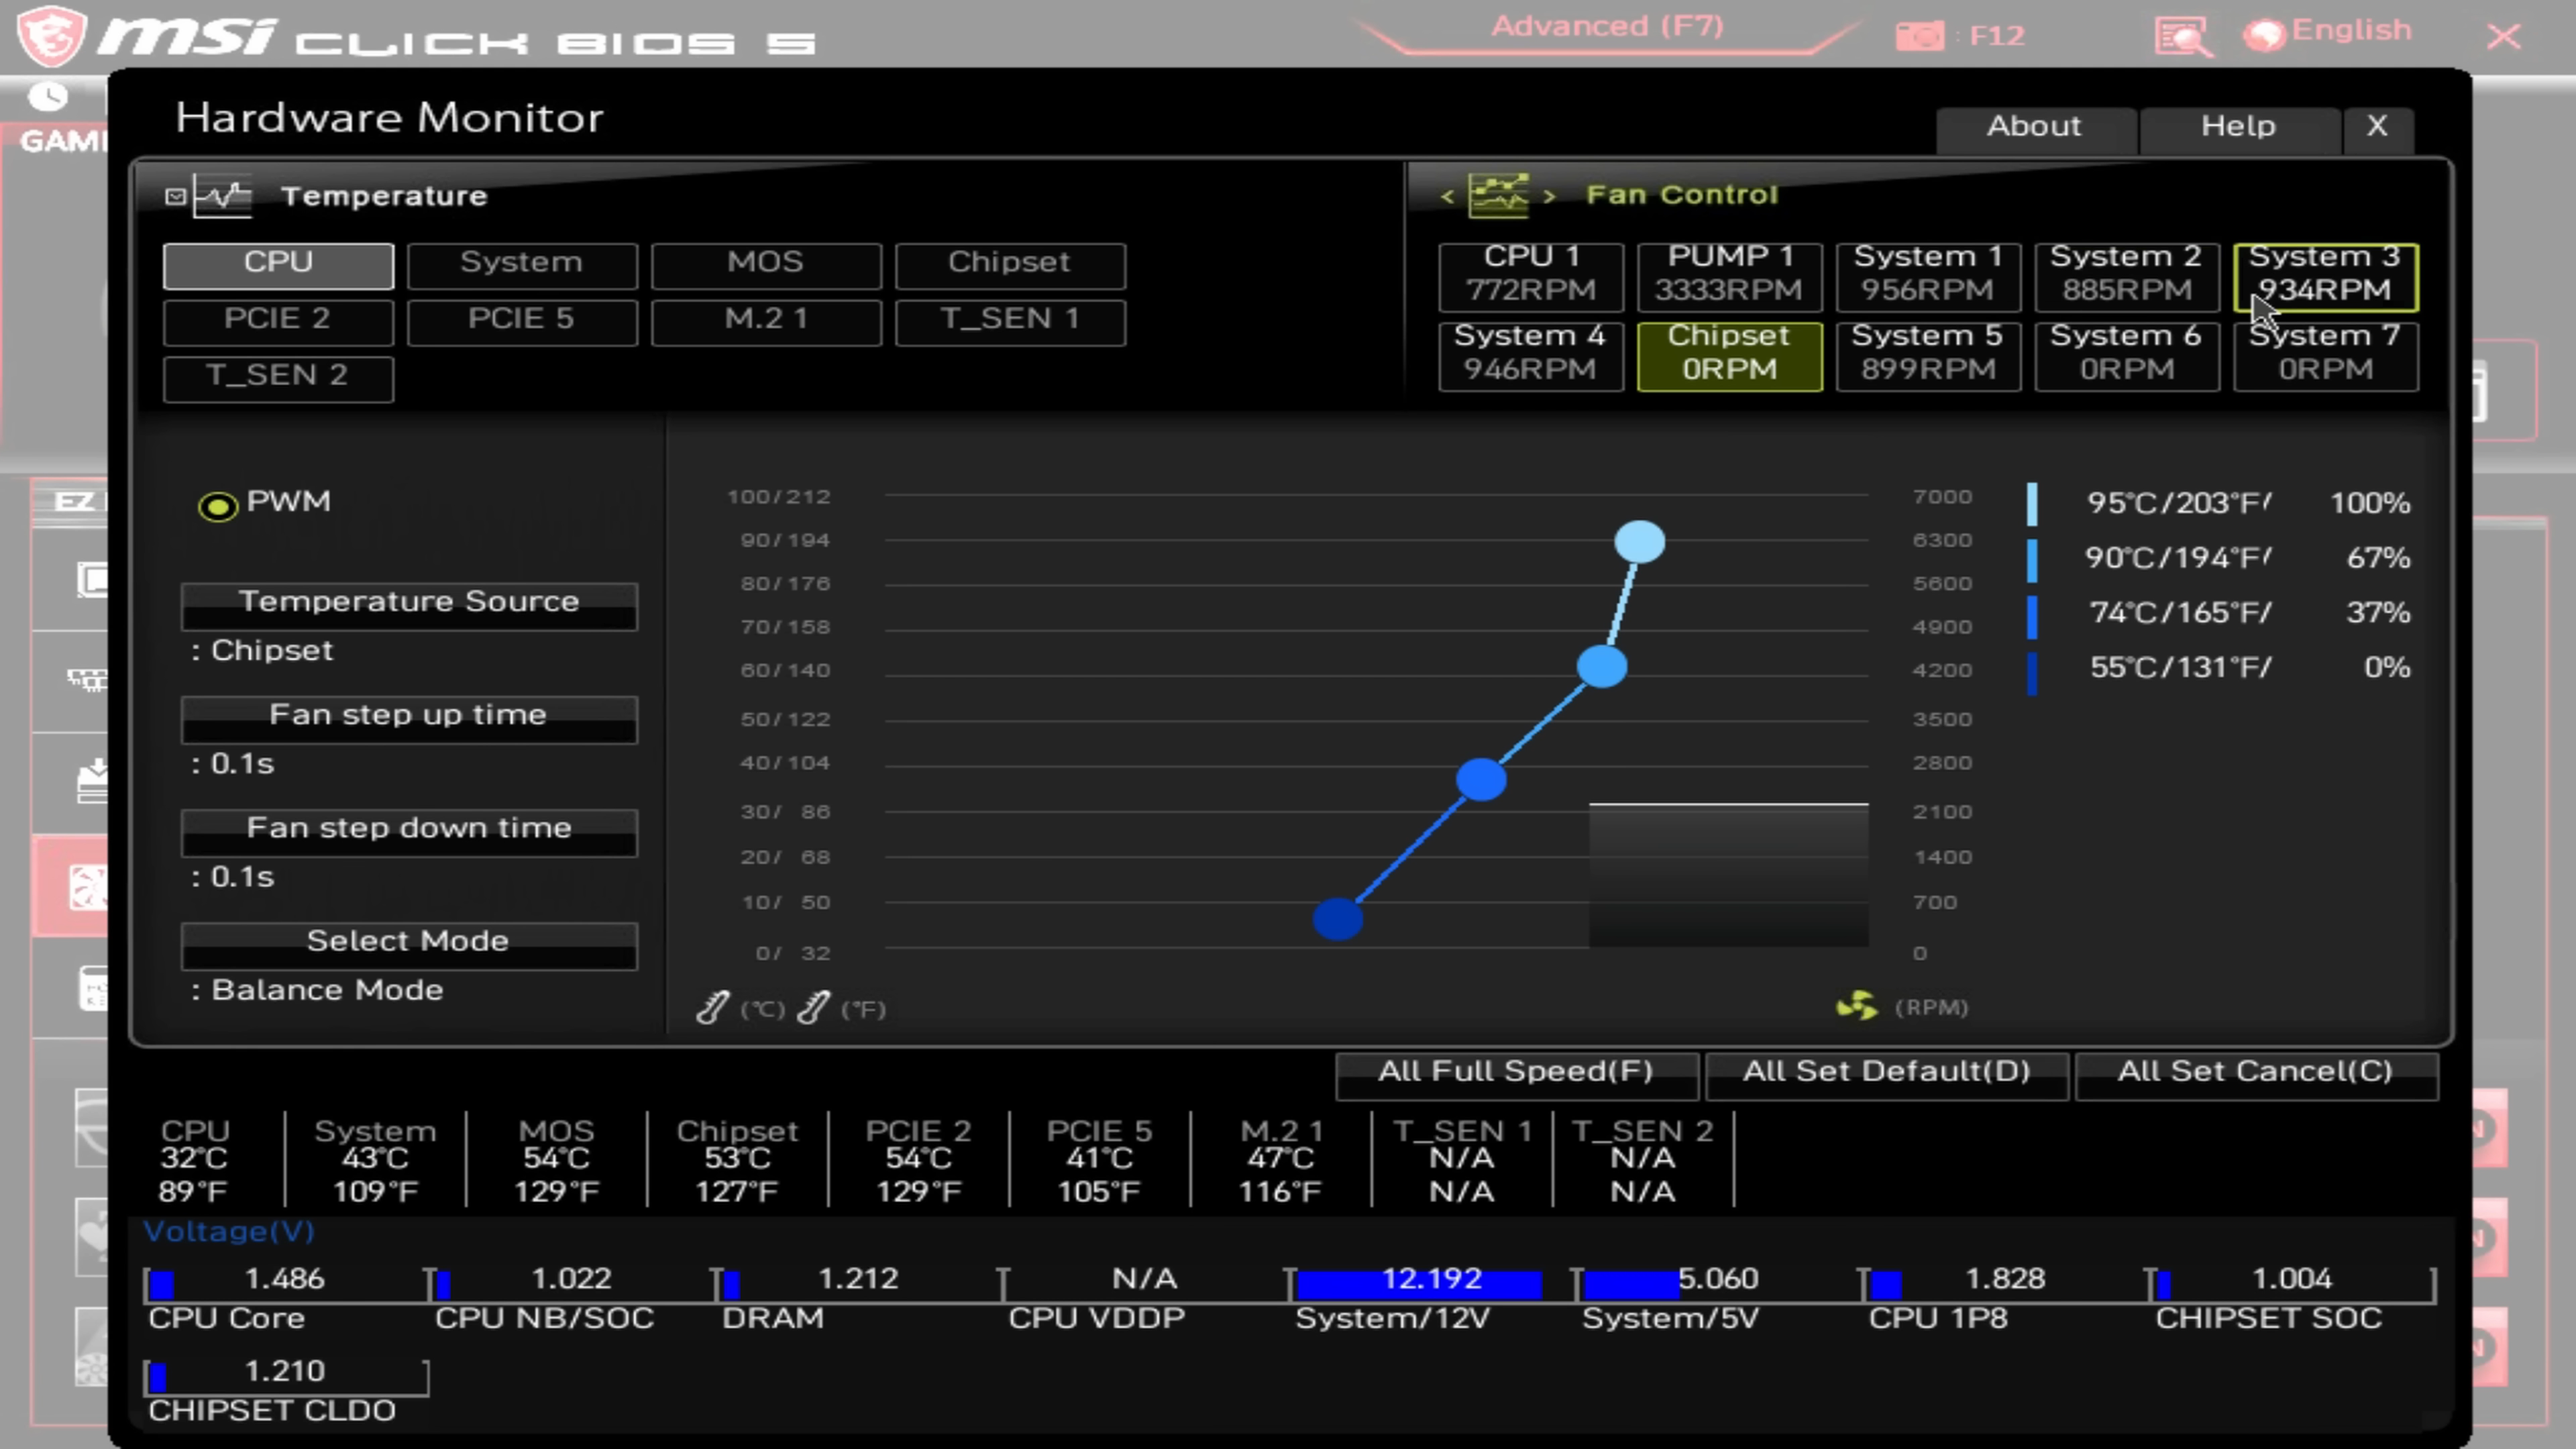 msi CLICK BIOS 5
Advanced (F7)
: F12
English
X
GAMI
Hardware Monitor
About
Help
X
Temperature
< > Fan Control
CPU
System
MOS
Chipset
PCIE 2
PCIE 5
M.2 1
T_SEN 1
T_SEN 2
CPU 1
772RPM
PUMP 1
3333RPM
System 1
956RPM
System 2
885RPM
System 3
934RPM
System 4
946RPM
Chipset
0RPM
System 5
899RPM
System 6
0RPM
System 7
0RPM
EZ
PWM
Temperature Source
: Chipset
Fan step up time
: 0.1s
Fan step down time
: 0.1s
Select Mode
: Balance Mode
100/212
90/194
80/176
70/158
60/140
50/122
40/104
30/ 86
20/ 68
10/ 50
0/ 32
(°C) (°F)
7000
6300
5600
4900
4200
3500
2800
2100
1400
700
0
(RPM)
95°C/203°F/ 100%
90°C/194°F/ 67%
74°C/165°F/ 37%
55°C/131°F/ 0%
All Full Speed(F)
All Set Default(D)
All Set Cancel(C)
CPU
32°C
89°F
System
43°C
109°F
MOS
54°C
129°F
Chipset
53°C
127°F
PCIE 2
54°C
129°F
PCIE 5
41°C
105°F
M.2 1
47°C
116°F
T_SEN 1
N/A
N/A
T_SEN 2
N/A
N/A
Voltage(V)
1.486
CPU Core
1.022
CPU NB/SOC
1.212
DRAM
N/A
CPU VDDP
12.192
System/12V
5.060
System/5V
1.828
CPU 1P8
1.004
CHIPSET SOC
1.210
CHIPSET CLDO